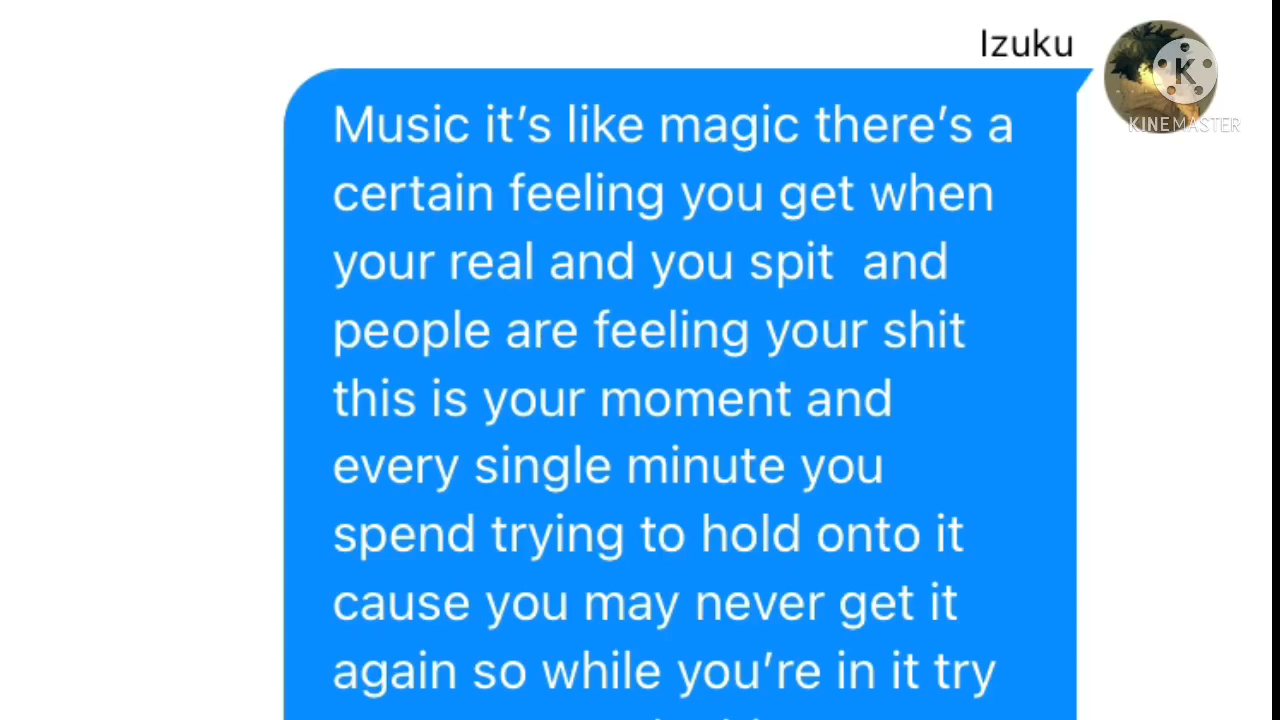 Izuku
K
KINEMASTER
Music it's like magic there's a
certain feeling you get when
your real and you spit  and
people are feeling your shit
this is your moment and
every single minute you
spend trying to hold onto it
cause you may never get it
again so while you're in it try